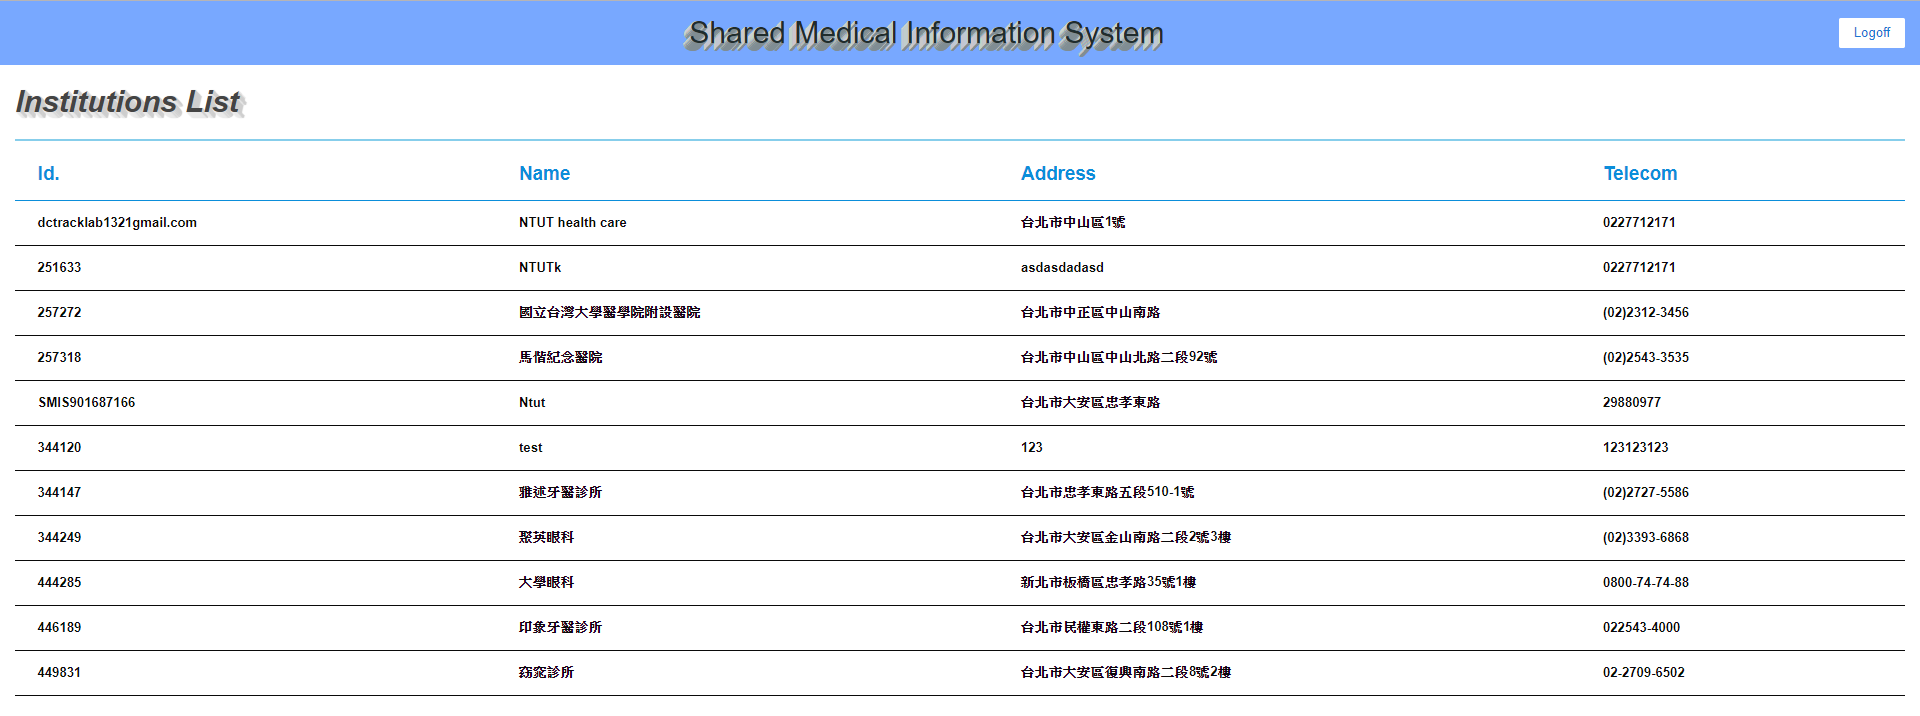 Shared Medical Information System
Logoff
Institutions List
Id. Name Address Telecom
dctracklab1321gmail.com NTUT health care 台北市中山區1號 0227712171
251633 NTUTk asdasdadasd 0227712171
257272 國立台灣大學醫學院附設醫院 台北市中正區中山南路 (02)2312-3456
257318 馬偕紀念醫院 台北市中山區中山北路二段92號 (02)2543-3535
SMIS901687166 Ntut 台北市大安區忠孝東路 29880977
344120 test 123 123123123
344147 雅述牙醫診所 台北市忠孝東路五段510-1號 (02)2727-5586
344249 聚英眼科 台北市大安區金山南路二段2號3樓 (02)3393-6868
444285 大學眼科 新北市板橋區忠孝路35號1樓 0800-74-74-88
446189 印象牙醫診所 台北市民權東路二段108號1樓 022543-4000
449831 窈窕診所 台北市大安區復興南路二段8號2樓 02-2709-6502